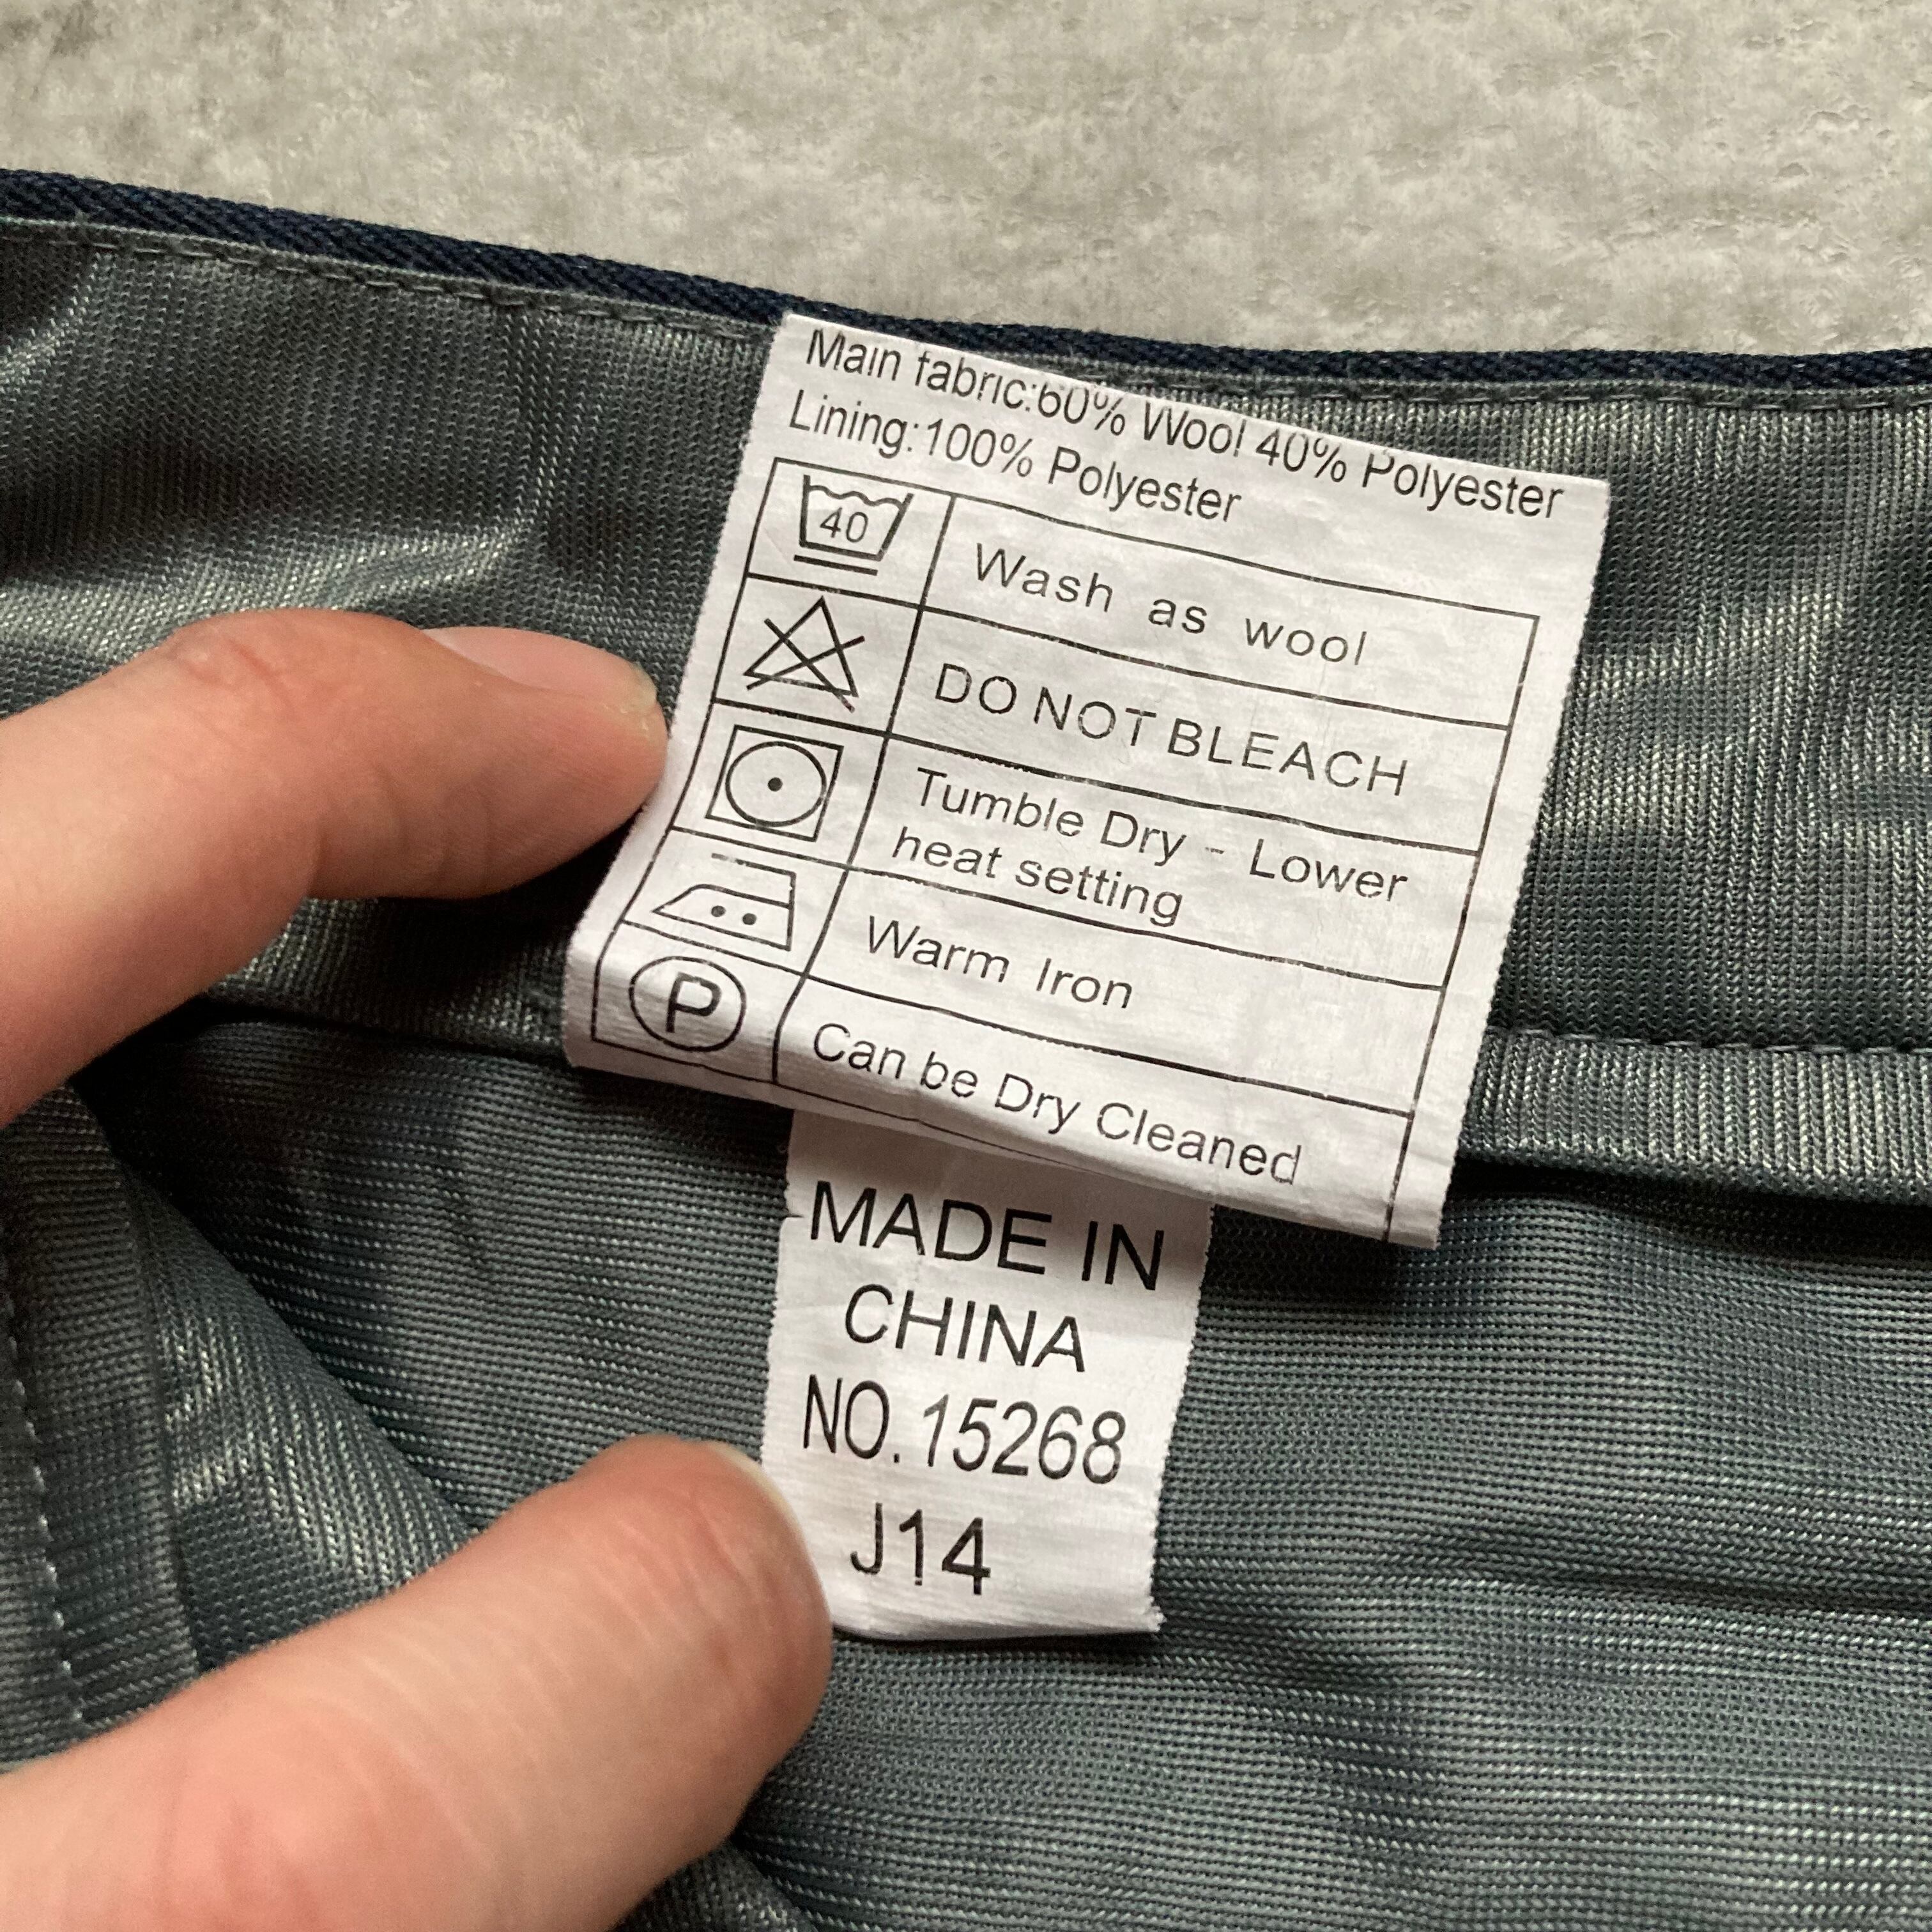 Main fabric:60% Wool 40% Polyester
Lining:100% Polyester
40
Wash as wool
DO NOT BLEACH
Tumble Dry - Lower
heat setting
Warm Iron
P
Can be Dry Cleaned
MADE IN
CHINA
NO.15268
J14